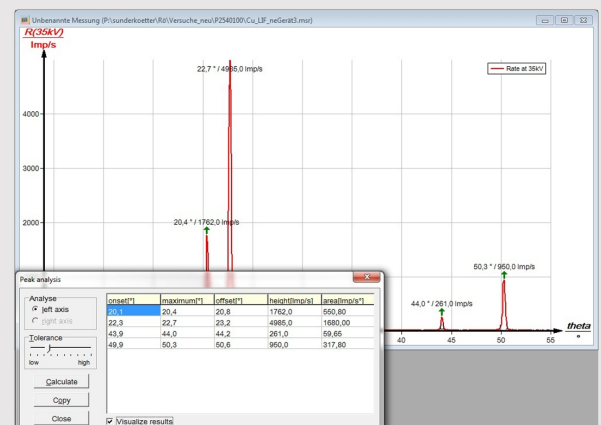 Unbenannte Messung (P:\sunderkoetter\Rö\Versuche_neu\P2540100\Cu_LIF_neGerät3.msr)
R(35kV)
Imp/s
Rate at 35kV
22,7 ° / 4985,0 Imp/s
4000
3000
2000
20,4 ° / 1762,0 Imp/s
50,3 ° / 950,0 Imp/s
44,0 ° / 261,0 Imp/s
theta
40 45 50 55 °
Peak analysis
Analyse
left axis
right axis
Tolerance
low high
Calculate
Copy
Close
onset[°] maximum[°] offset[°] height[Imp/s] area[Imp/s*°]
20,1 20,4 20,8 1762,0 550,80
22,3 22,7 23,2 4985,0 1680,00
43,9 44,0 44,2 261,0 59,65
49,9 50,3 50,6 950,0 317,80
Visualize results